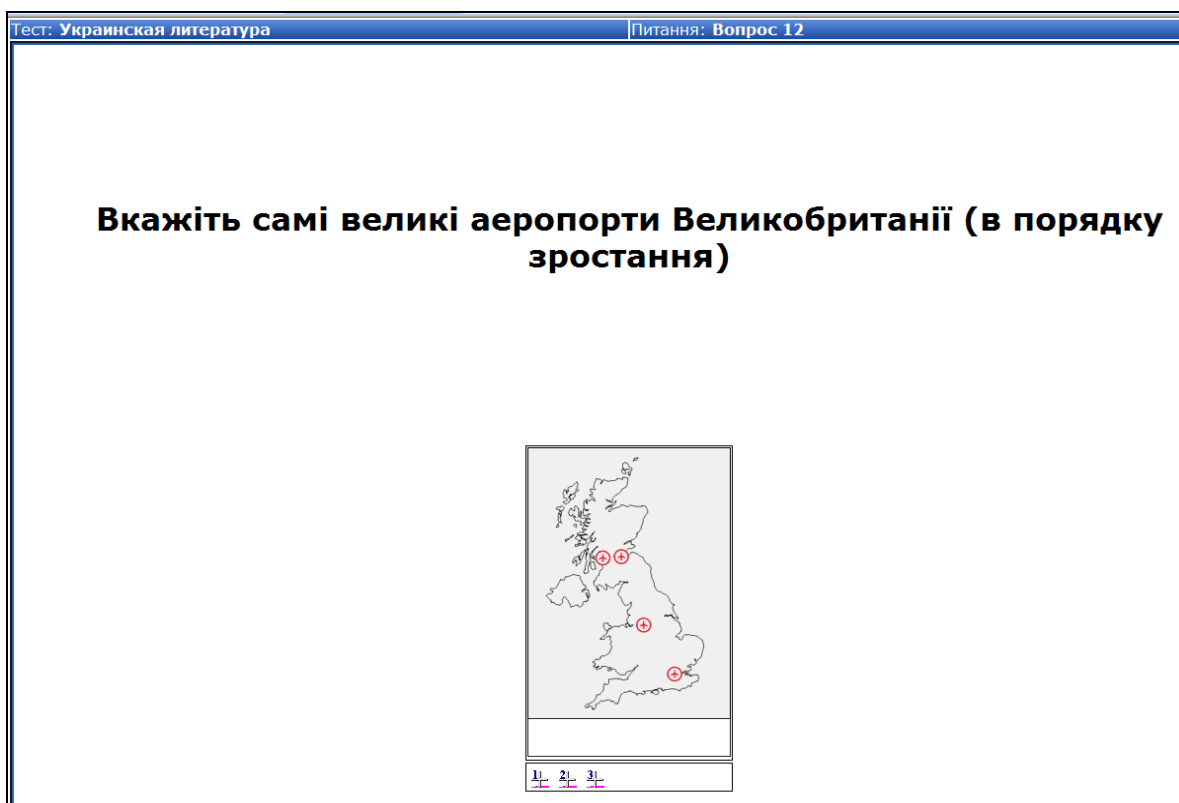 Тест: Украинская литература
Питання: Вопрос 12
Вкажіть самі великі аеропорти Великобританії (в порядку
зростання)
1 2 3